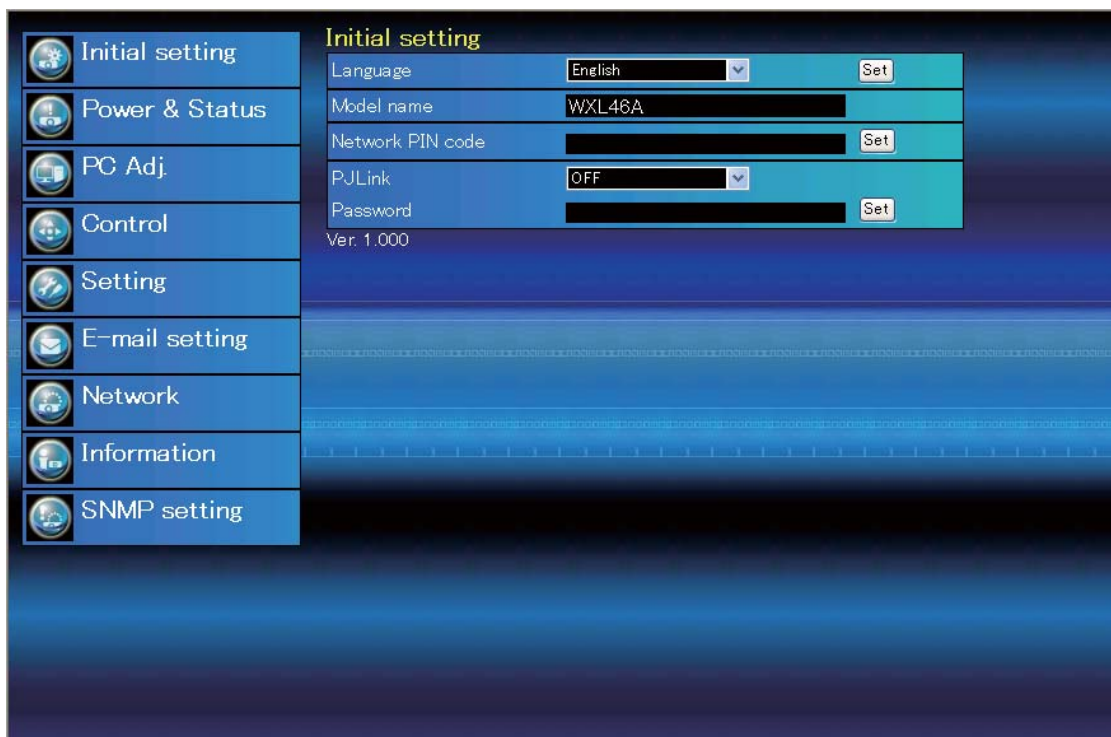 Initial setting
Power & Status
PC Adj.
Control
Setting
E-mail setting
Network
Information
SNMP setting
Initial setting
Language English Set
Model name WXL46A
Network PIN code Set
PJLink OFF
Password Set
Ver. 1.000